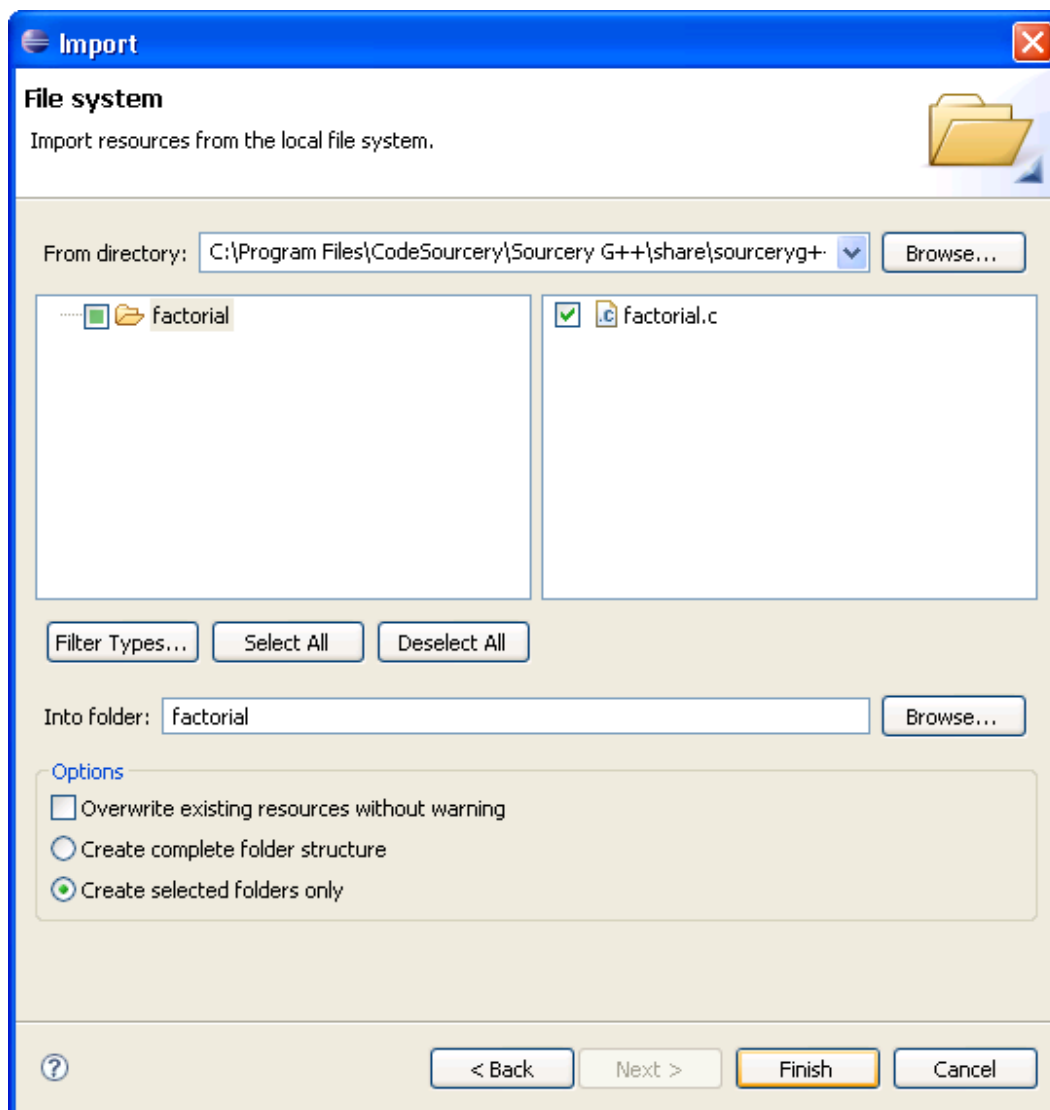 Import
File system
Import resources from the local file system.
From directory: C:\Program Files\CodeSourcery\Sourcery G++\share\sourceryg+- Browse...
factorial factorial.c
Filter Types... Select All Deselect All
Into folder: factorial Browse...
Options
Overwrite existing resources without warning
Create complete folder structure
Create selected folders only
? < Back Next > Finish Cancel